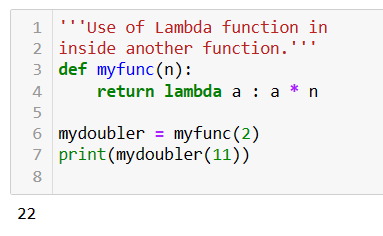 1 '''Use of Lambda function in
2 inside another function.'''
3 def myfunc(n):
4     return lambda a : a * n
5
6 mydoubler = myfunc(2)
7 print(mydoubler(11))
8
22